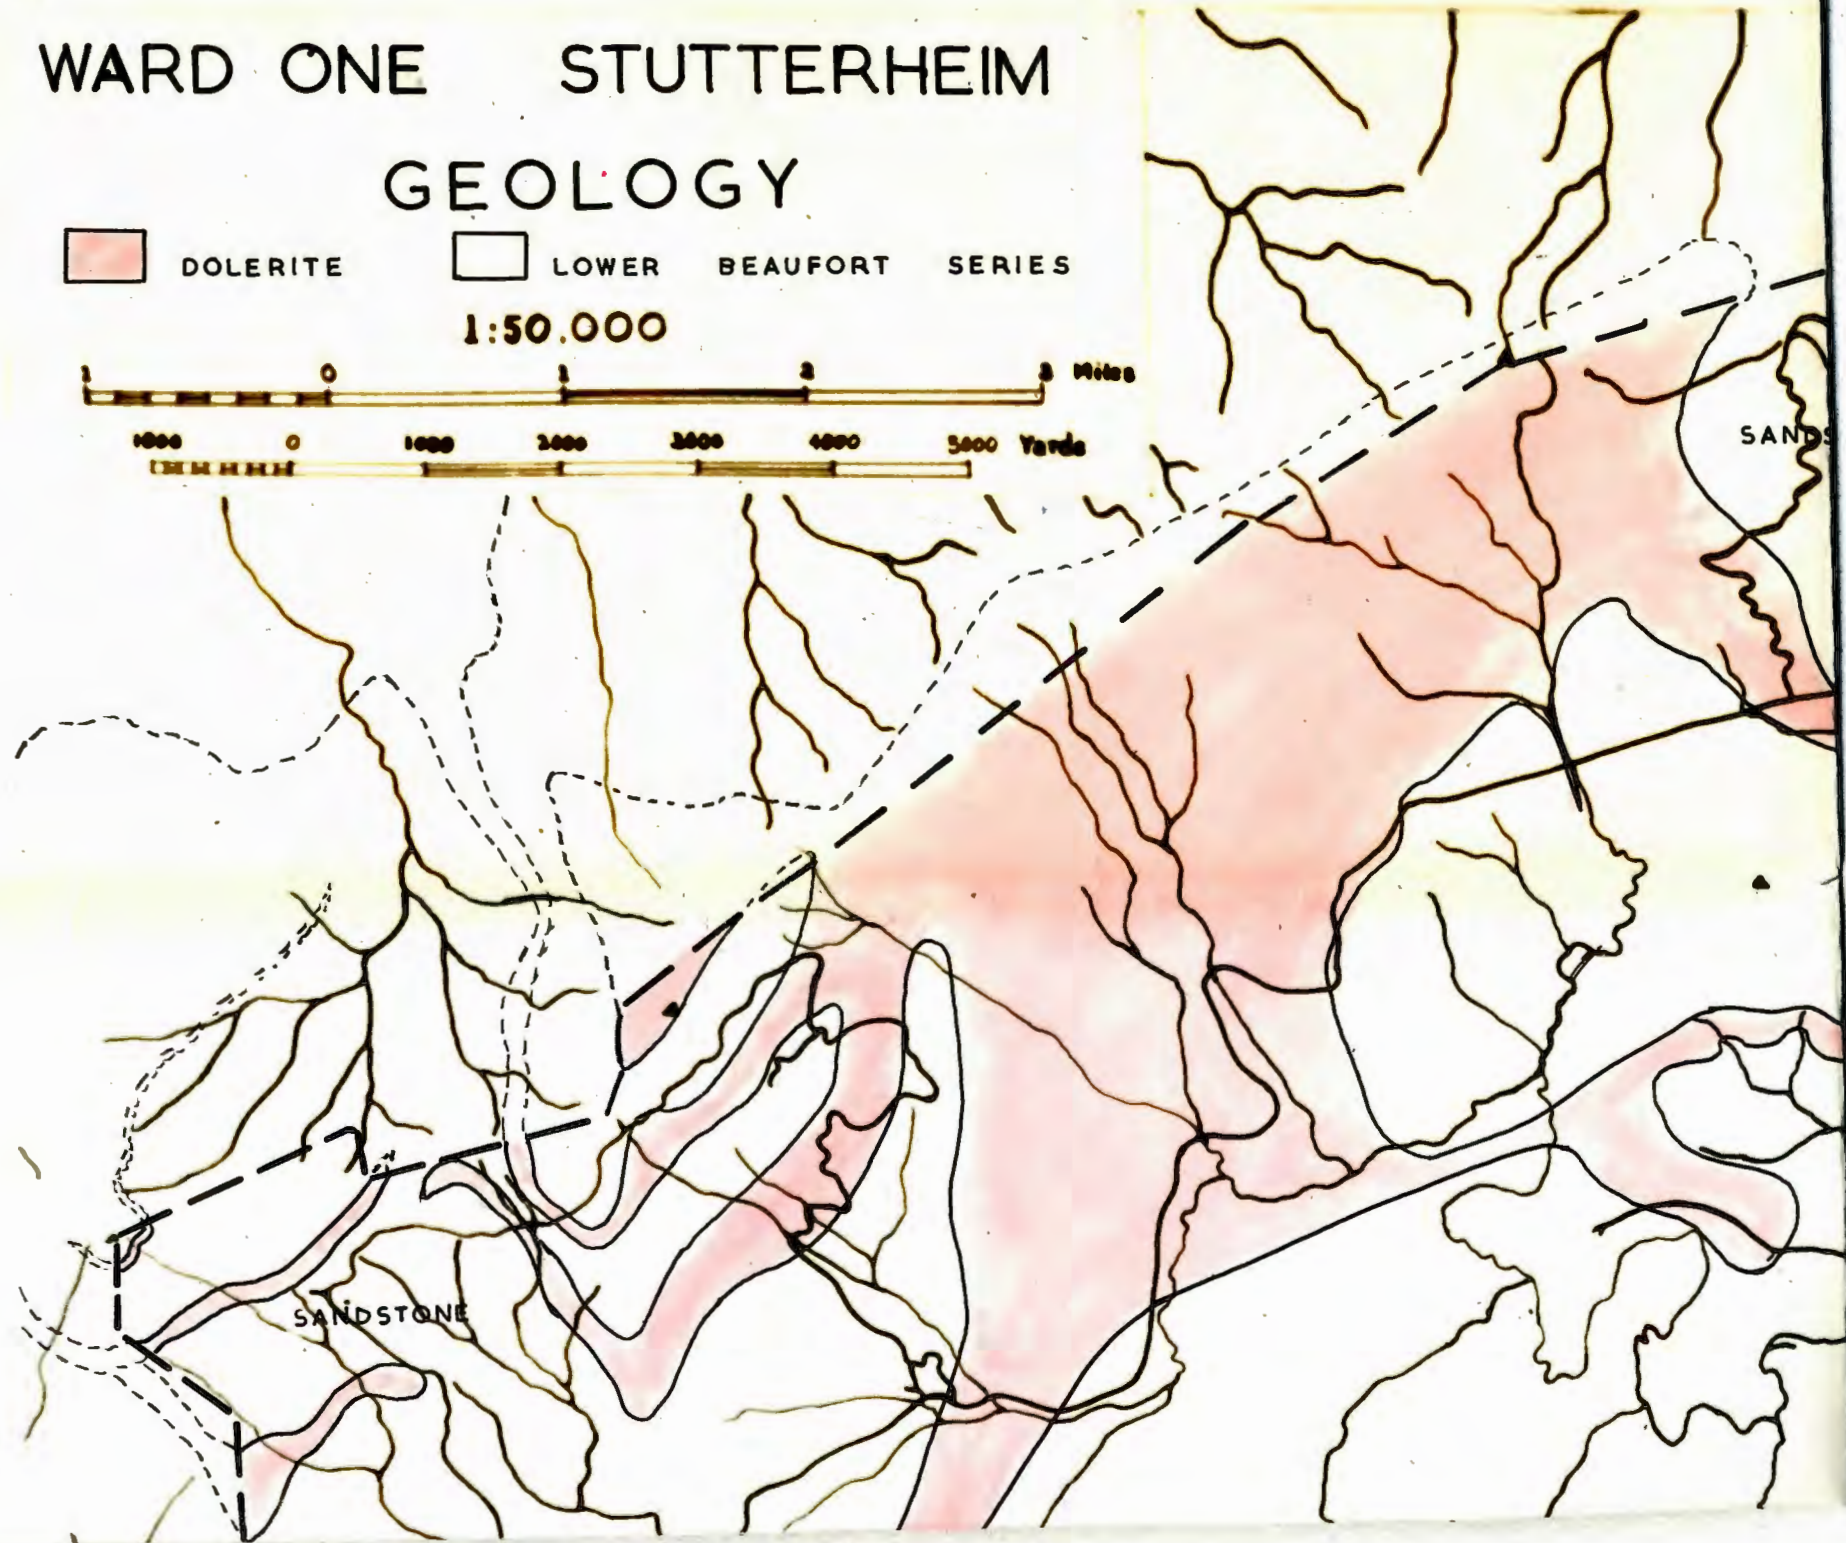 WARD ONE STUTTERHEIM
GEOLOGY
DOLERITE LOWER BEAUFORT SERIES
1:50.000
1 0 1 2 3 Miles
1000 0 1000 2000 3000 4000 5000 Yards
SANDS
SANDSTONE